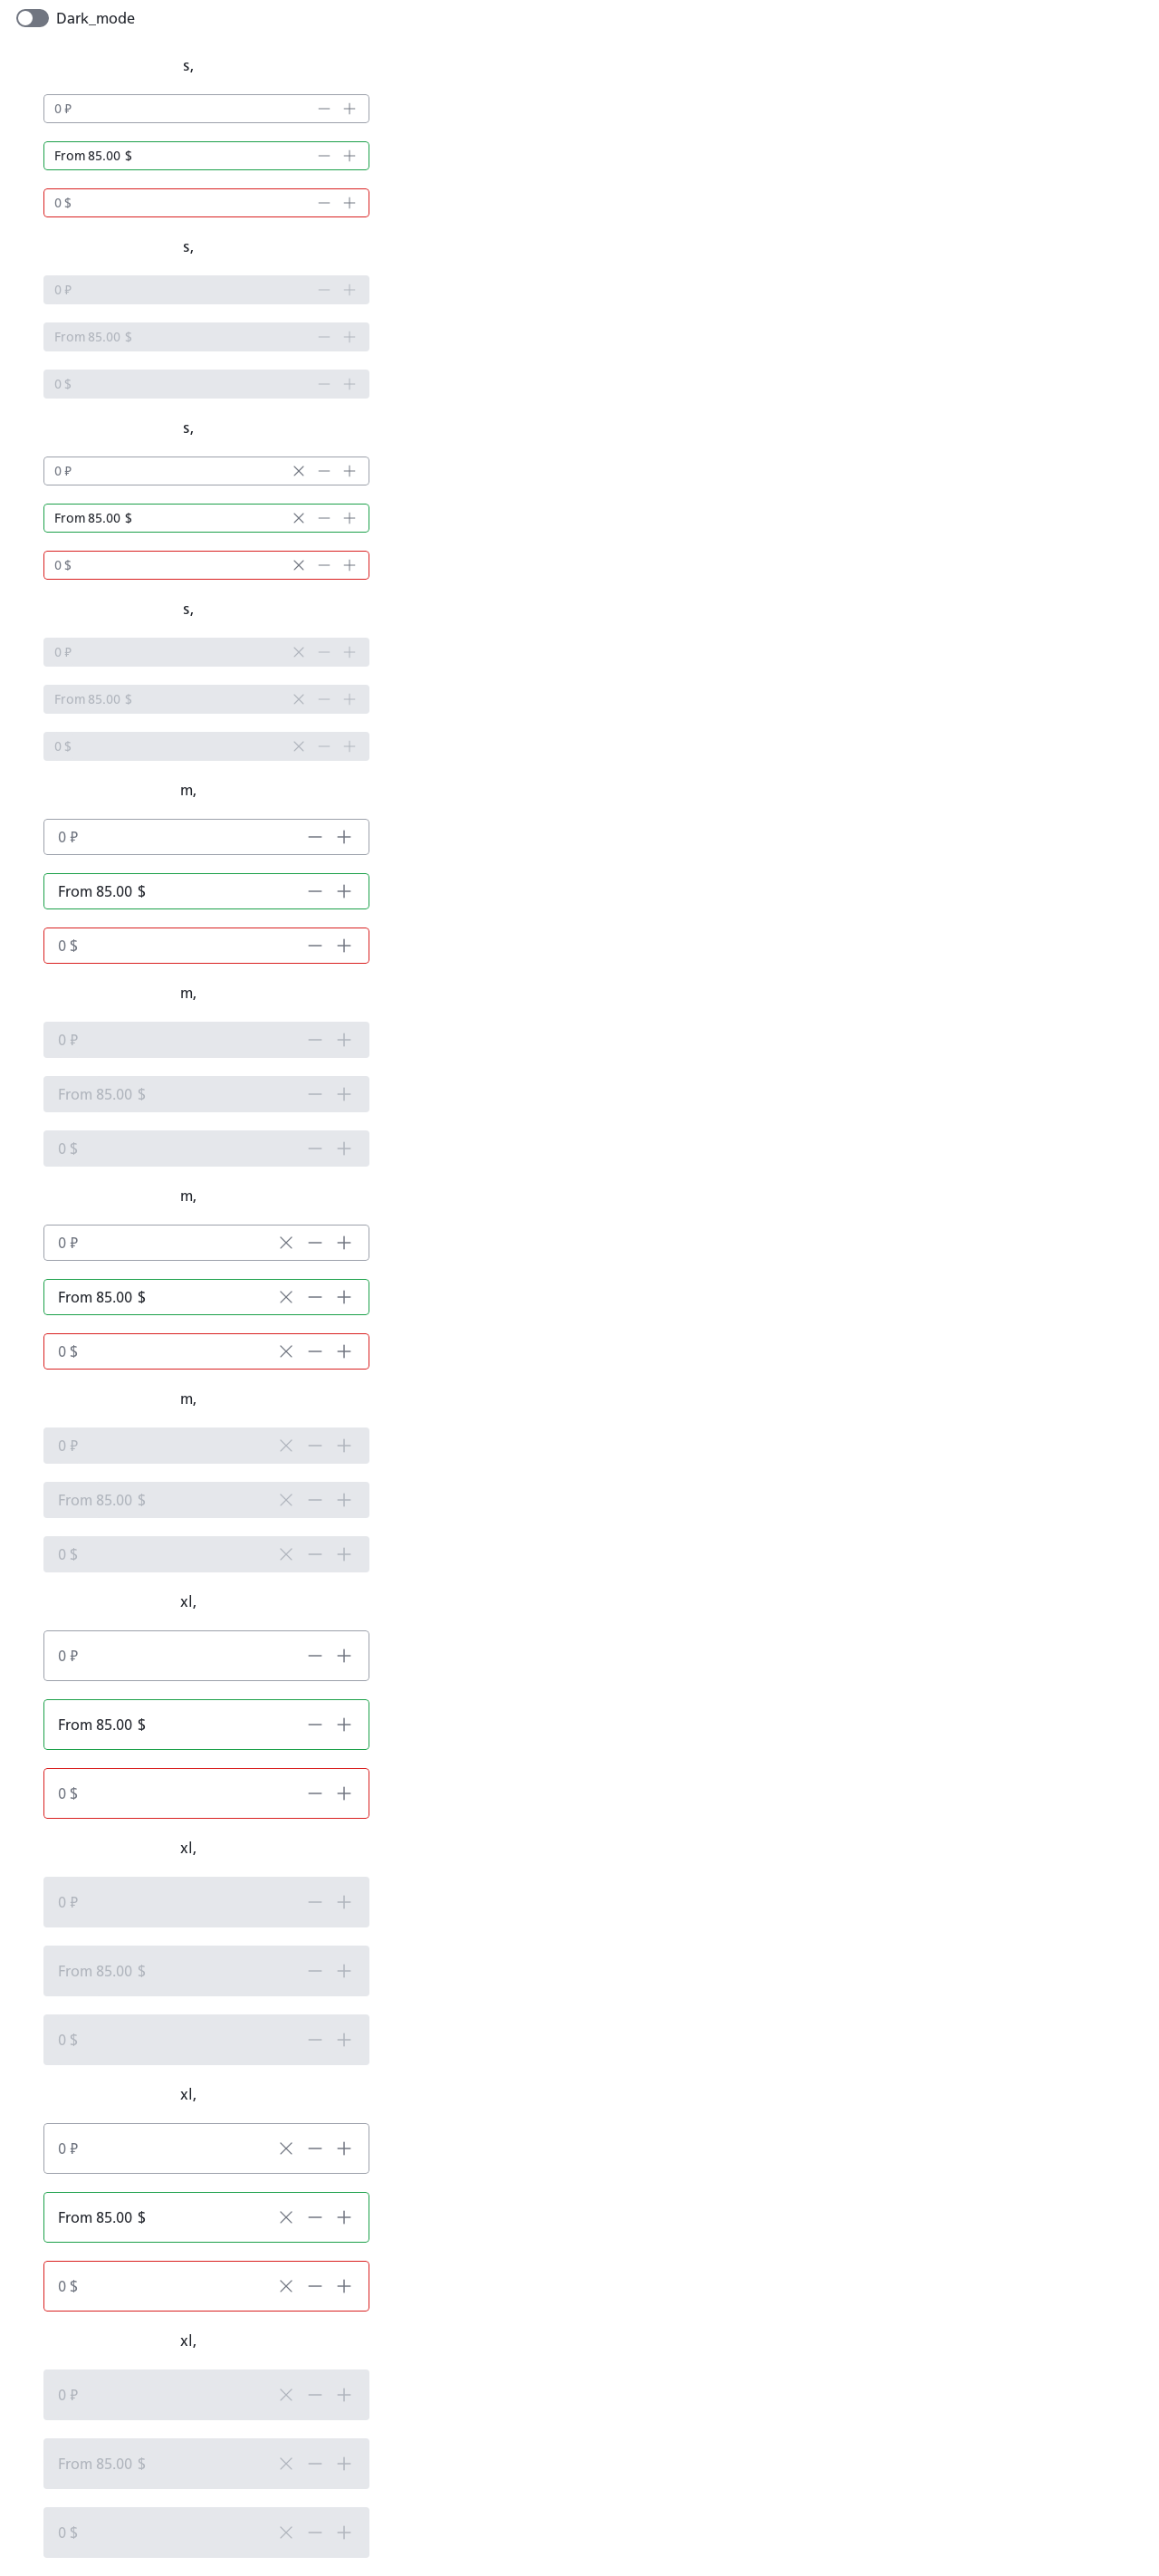 Dark_mode
s,
0 ₽
From 85.00 $
0 $
s,
0 ₽
From 85.00 $
0 $
s,
0 ₽
From 85.00 $
0 $
s,
0 ₽
From 85.00 $
0 $
m,
0 ₽
From 85.00 $
0 $
m,
0 ₽
From 85.00 $
0 $
m,
0 ₽
From 85.00 $
0 $
m,
0 ₽
From 85.00 $
0 $
xl,
0 ₽
From 85.00 $
0 $
xl,
0 ₽
From 85.00 $
0 $
xl,
0 ₽
From 85.00 $
0 $
xl,
0 ₽
From 85.00 $
0 $